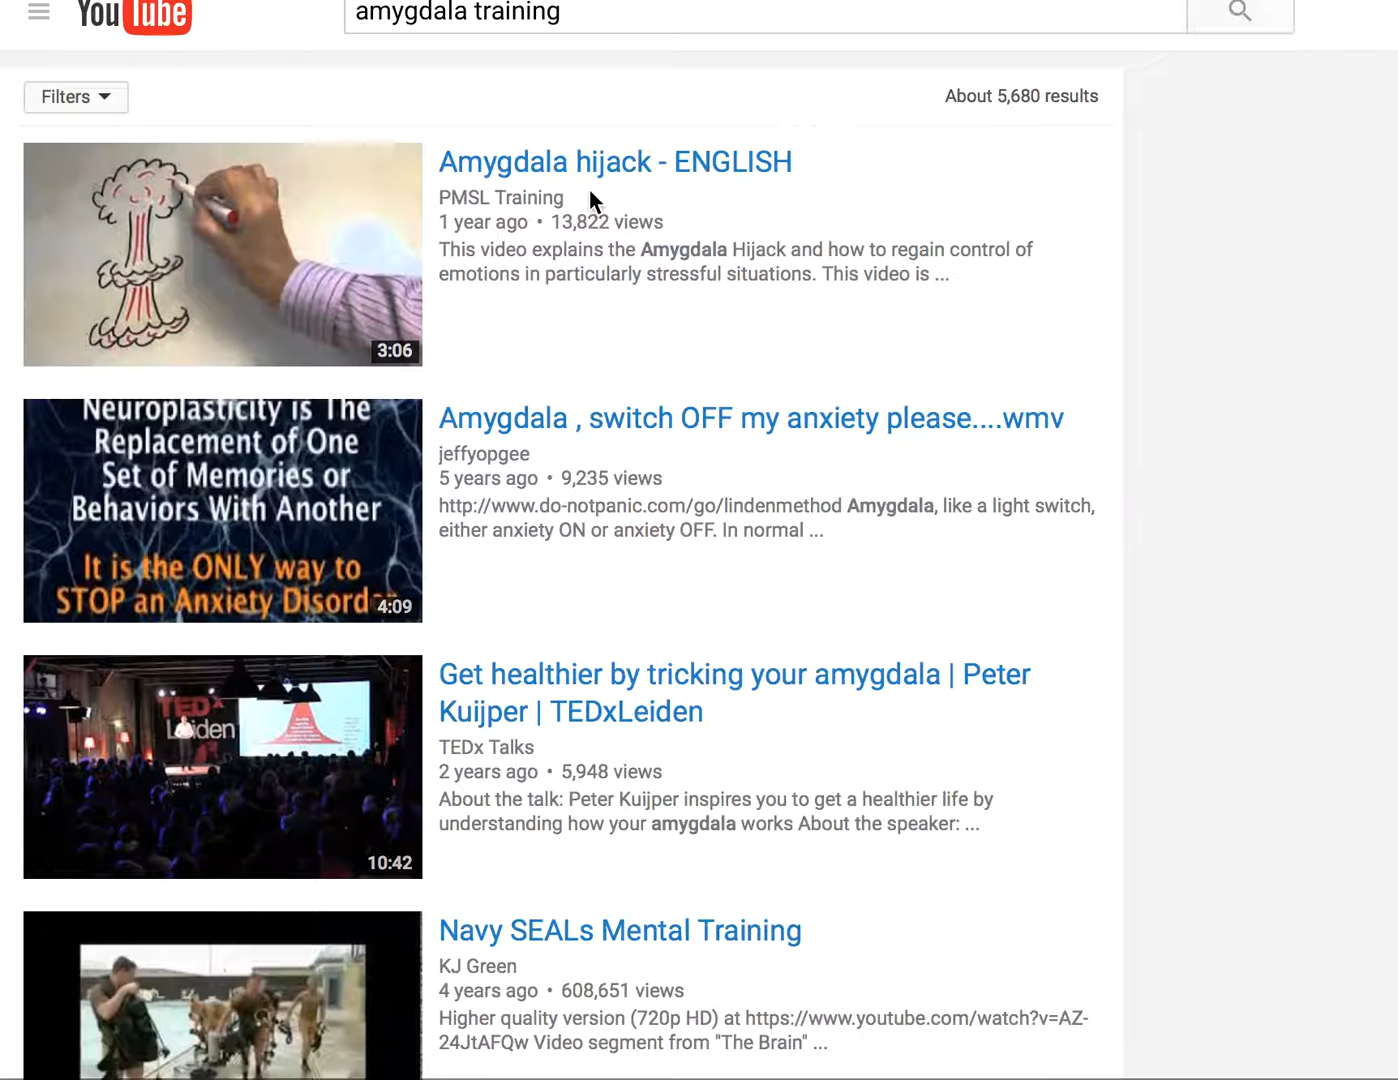 YouTube
amygdala training
Filters
About 5,680 results
Amygdala hijack - ENGLISH
PMSL Training
1 year ago • 13,822 views
This video explains the Amygdala Hijack and how to regain control of
emotions in particularly stressful situations. This video is ...
3:06
Neuroplasticity is The
Replacement of One
Set of Memories or
Behaviors With Another
It is the ONLY way to
STOP an Anxiety
4:09
Amygdala , switch OFF my anxiety please....wmv
jeffyopgee
5 years ago • 9,235 views
http://www.do-notpanic.com/go/lindenmethod Amygdala, like a light switch,
either anxiety ON or anxiety OFF. In normal ...
TEDx
Leiden
10:42
Get healthier by tricking your amygdala | Peter
Kuijper | TEDxLeiden
TEDx Talks
2 years ago • 5,948 views
About the talk: Peter Kuijper inspires you to get a healthier life by
understanding how your amygdala works About the speaker: ...
Navy SEALs Mental Training
KJ Green
4 years ago • 608,651 views
Higher quality version (720p HD) at https://www.youtube.com/watch?v=AZ-
24JtAFQw Video segment from "The Brain" ...